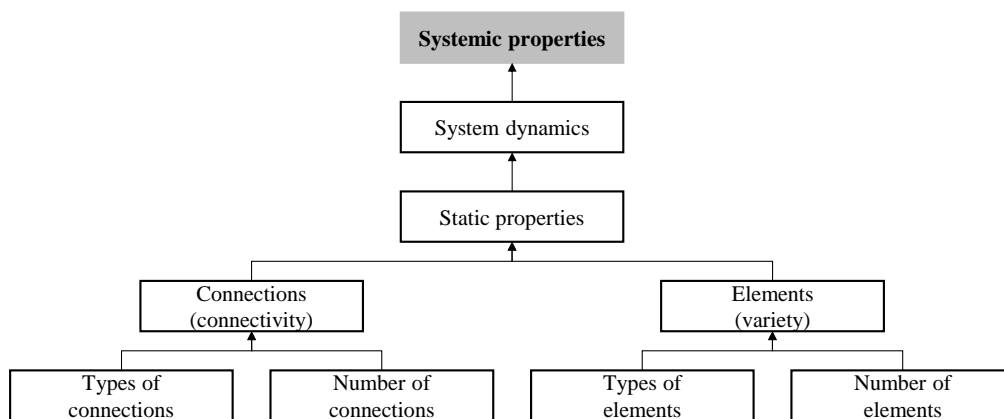 Systemic properties
System dynamics
Static properties
Connections
(connectivity)
Elements
(variety)
Types of
connections
Number of
connections
Types of
elements
Number of
elements